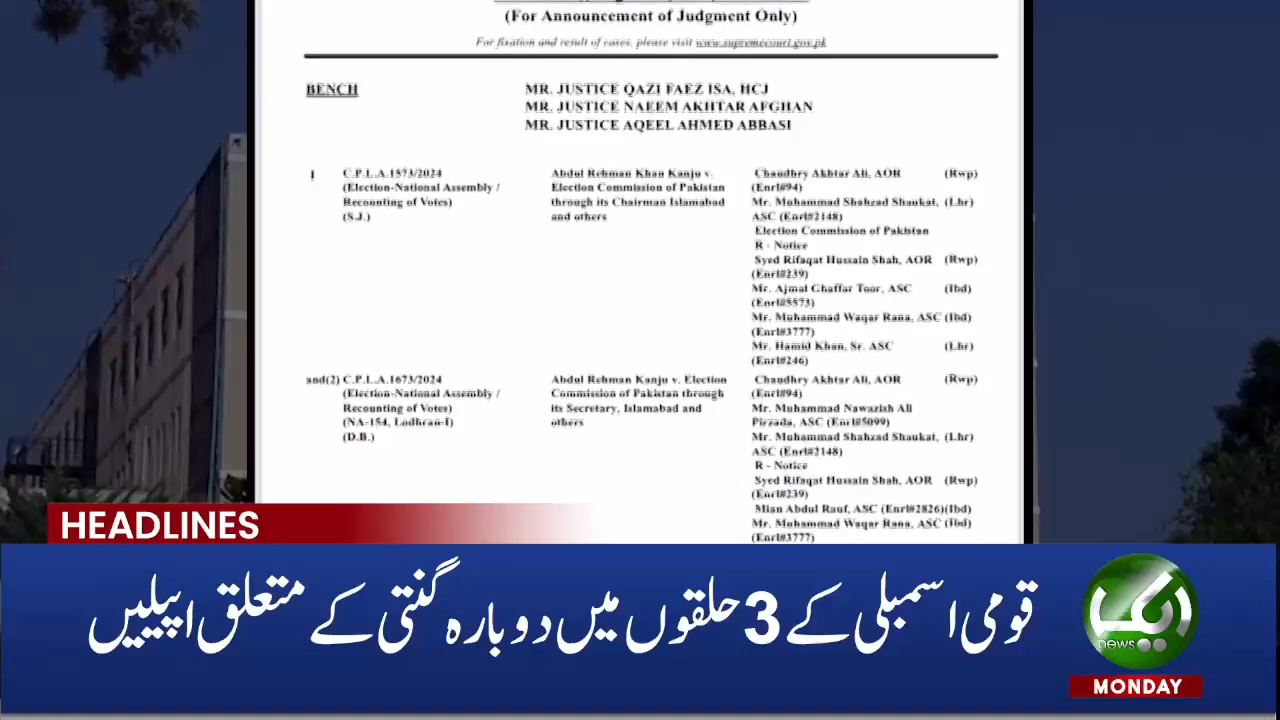 (For Announcement of Judgment Only)
For fixation and result of cases, please visit www.supremecourt.gov.pk
BENCH
MR. JUSTICE QAZI FAEZ ISA, HCJ
MR. JUSTICE NAEEM AKHTAR AFGHAN
MR. JUSTICE AQEEL AHMED ABBASI
1
C.P.L.A.1573/2024
(Election-National Assembly /
Recounting of Votes)
(S.J.)
Abdul Rehman Khan Kanju v.
Election Commission of Pakistan
through its Chairman Islamabad
and others
Chaudhry Akhtar Ali, AOR (Rwp)
(Enrl#94)
Mr. Muhammad Shahzad Shaukat, (Lhr)
ASC (Enrl#2148)
Election Commission of Pakistan
R - Notice
Syed Rifaqat Hussain Shah, AOR (Rwp)
(Enrl#239)
Mr. Ajmal Ghaffar Toor, ASC (Ibd)
(Enrl#5573)
Mr. Muhammad Waqar Rana, ASC (Ibd)
(Enrl#3777)
Mr. Hamid Khan, Sr. ASC (Lhr)
(Enrl#246)
and(2) C.P.L.A.1673/2024
(Election-National Assembly /
Recounting of Votes)
(NA-154, Lodhran-I)
(D.B.)
Abdul Rehman Kanju v. Election
Commission of Pakistan through
its Secretary, Islamabad and
others
Chaudhry Akhtar Ali, AOR (Rwp)
(Enrl#94)
Mr. Muhammad Nawazish Ali
Pirzada, ASC (Enrl#5099)
Mr. Muhammad Shahzad Shaukat, (Lhr)
ASC (Enrl#2148)
R - Notice
Syed Rifaqat Hussain Shah, AOR (Rwp)
(Enrl#239)
Mian Abdul Rauf, ASC (Enrl#2826)(Ibd)
Mr. Muhammad Waqar Rana, ASC (Ibd)
(Enrl#3777)
HEADLINES
قومی اسمبلی کے 3 حلقوں میں دوبارہ گنتی کے متعلق اپیلیں
ایک
news
MONDAY